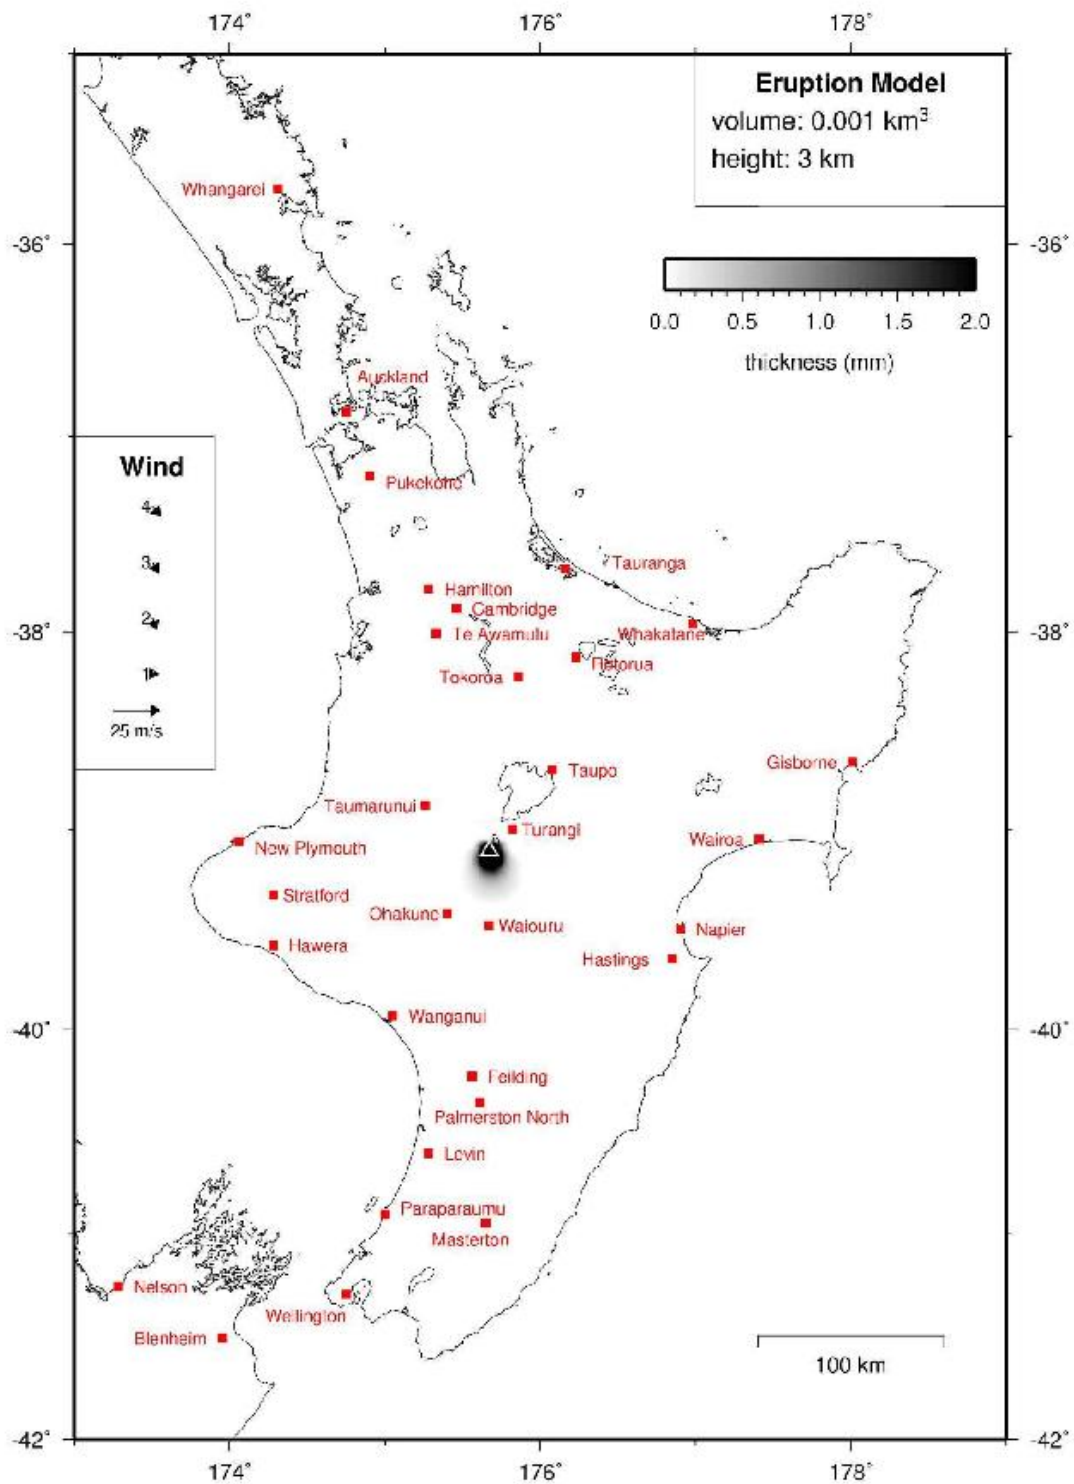 174˚ 176˚ 178˚
Eruption Model
volume: 0.001 km³
height: 3 km
Whangarei
-36˚ -36˚
0.0 0.5 1.0 1.5 2.0
thickness (mm)
Auckland
Wind
Pukekohe
4
3
Tauranga
Hamilton
Cambridge
2
-38˚ -38˚
Te Awamutu
Whakatane
Rotorua
1
Tokoroa
25 m/s
Gisborne
Taupo
Taumarunui
Turangi
Wairoa
New Plymouth
Stratford
Ohakune
Waiouru
Napier
Hawera
Hastings
Wanganui
-40˚ -40˚
Feilding
Palmerston North
Levin
Paraparaumu
Masterton
Nelson
Wellington
Blenheim
100 km
-42˚ -42˚
174˚ 176˚ 178˚